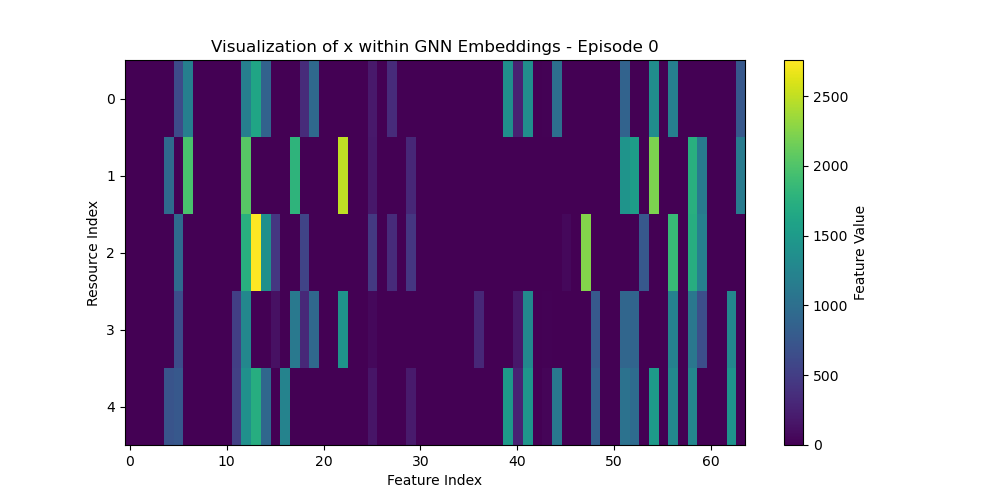 Visualization of x within GNN Embeddings - Episode 0
Resource Index
0
1
2
3
4
0 10 20 30 40 50 60
Feature Index
2500
2000
1500
1000
500
0
Feature Value